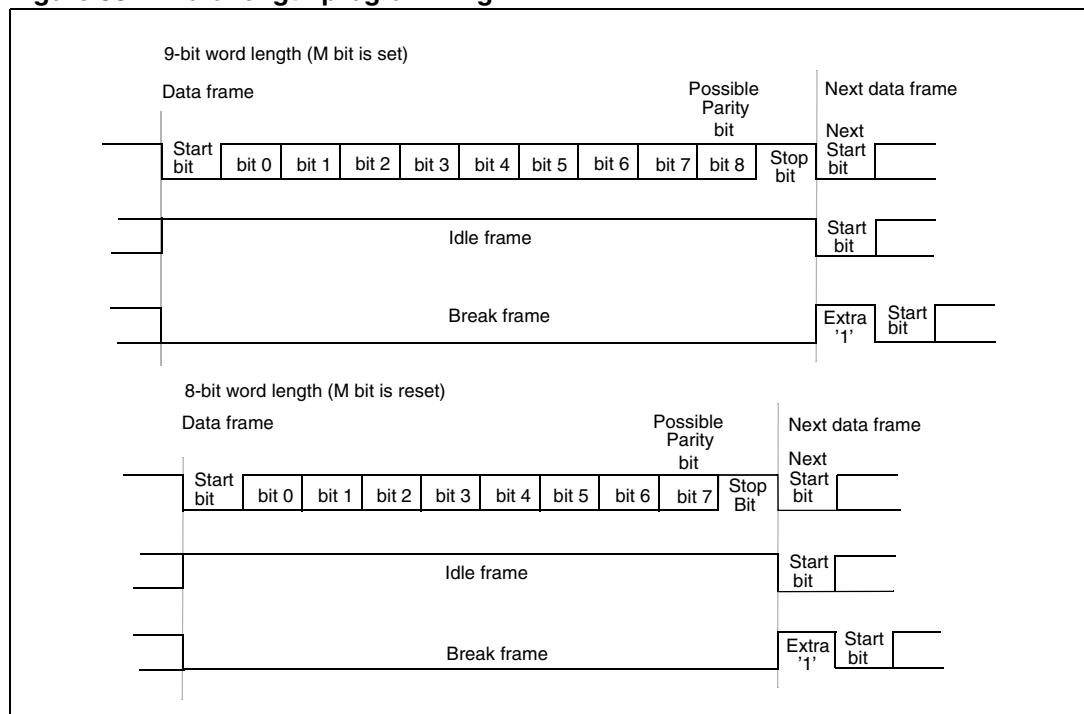 9-bit word length (M bit is set)
Data frame
Possible
Parity
bit
Next data frame
Start
bit
bit 0
bit 1
bit 2
bit 3
bit 4
bit 5
bit 6
bit 7
bit 8
Stop
bit
Next
Start
bit
Idle frame
Start
bit
Break frame
Extra
'1'
Start
bit
8-bit word length (M bit is reset)
Data frame
Possible
Parity
bit
Next data frame
Start
bit
bit 0
bit 1
bit 2
bit 3
bit 4
bit 5
bit 6
bit 7
Stop
Bit
Next
Start
bit
Idle frame
Start
bit
Break frame
Extra
'1'
Start
bit